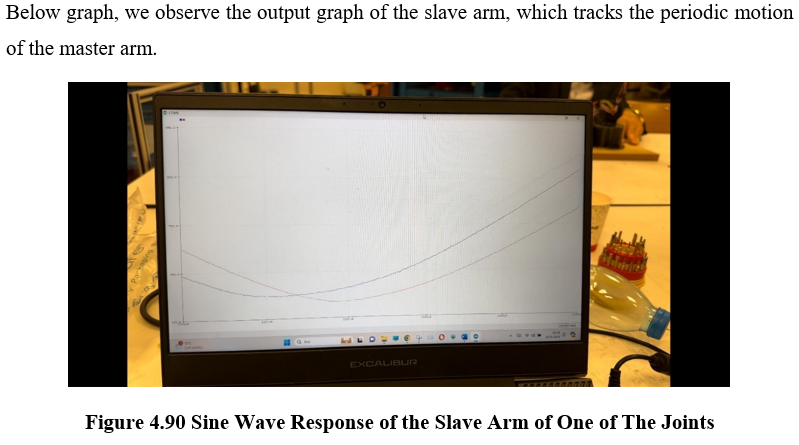 Below graph, we observe the output graph of the slave arm, which tracks the periodic motion
of the master arm.
EXCALIBUR
Figure 4.90 Sine Wave Response of the Slave Arm of One of The Joints